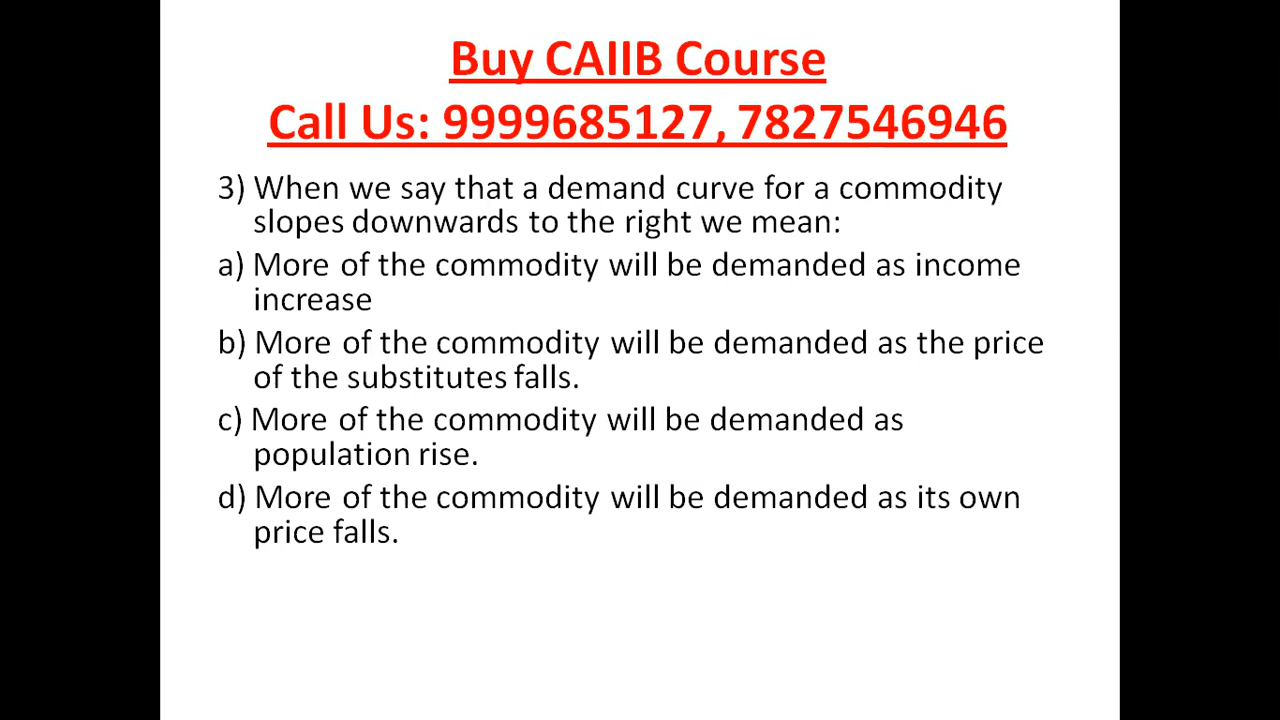 Buy CAIIB Course
Call Us: 9999685127, 7827546946
3) When we say that a demand curve for a commodity
slopes downwards to the right we mean:
a) More of the commodity will be demanded as income
increase
b) More of the commodity will be demanded as the price
of the substitutes falls.
c) More of the commodity will be demanded as
population rise.
d) More of the commodity will be demanded as its own
price falls.